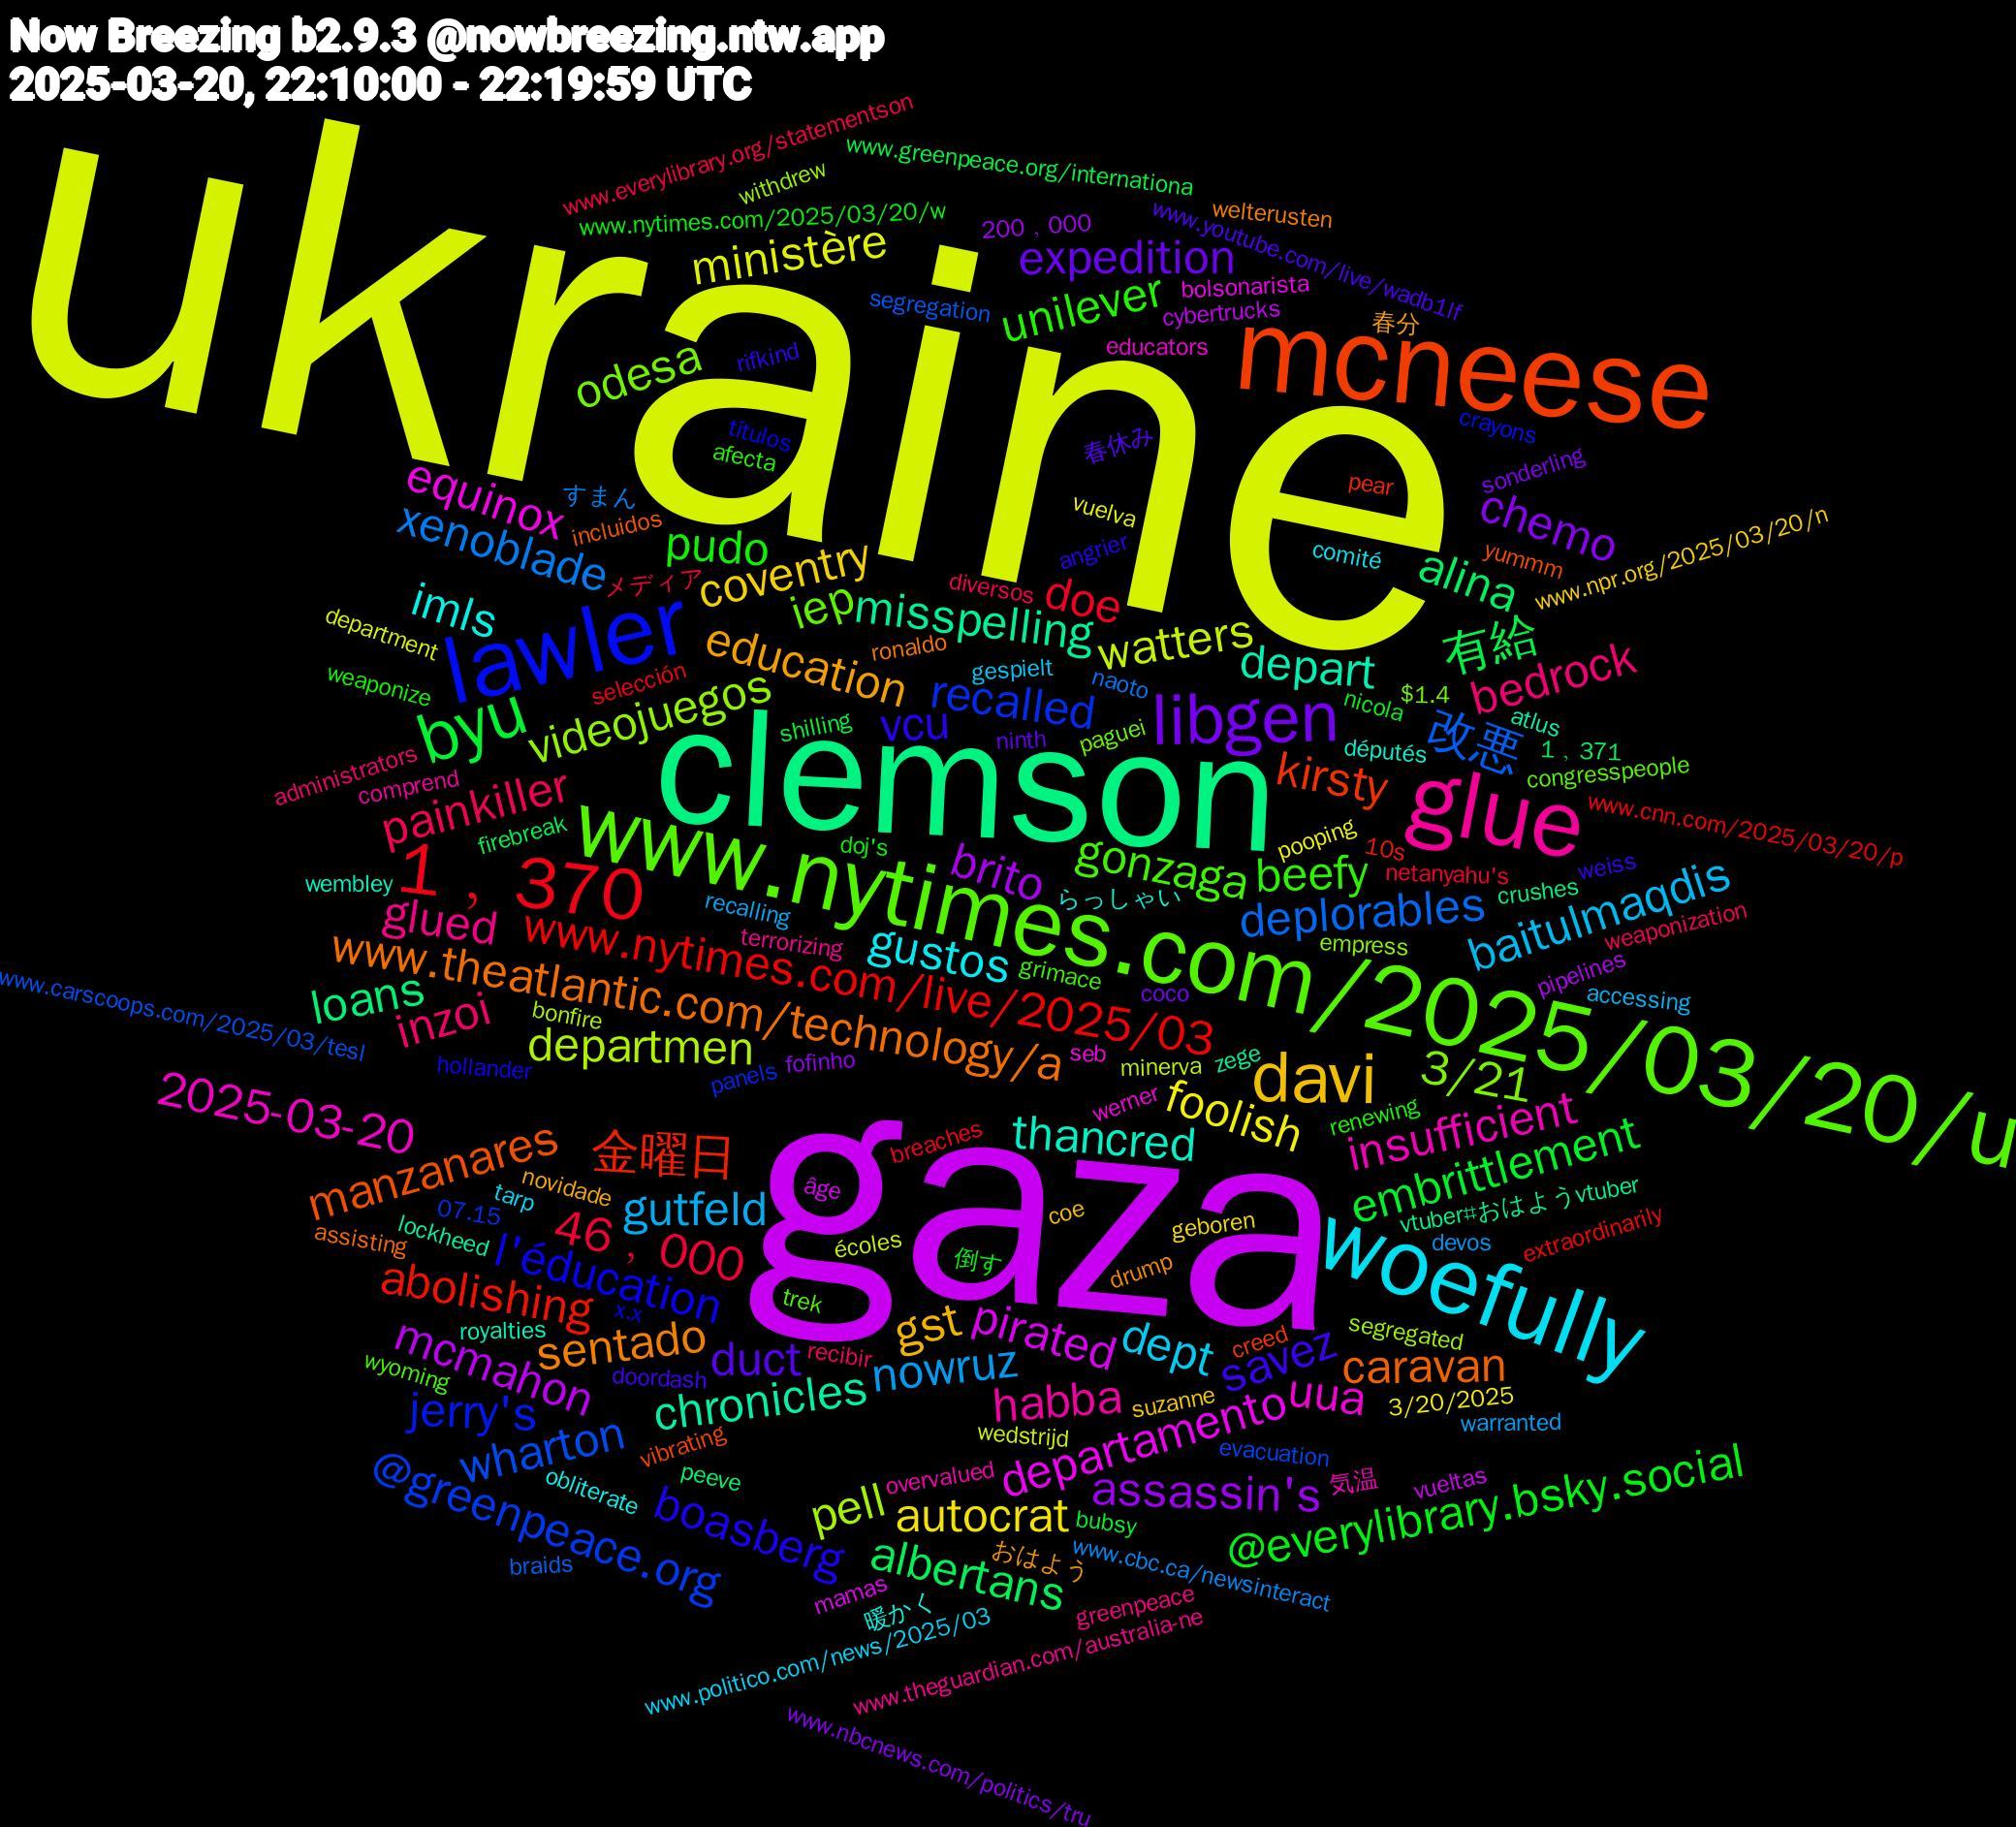 Now Breezing b2.9.3 @nowbreezing.ntw.app
2025-03-20, 22:10:00 - 22:19:59 UTC
ukraine
gaza
clemson
www.nytimes.com/2025/03/20/u
mcneese
lawler
glue
woefully
1，370
libgen
davi
byu
www.everylibrary.org/statementson
withdrew
www.greenpeace.org/internationa
www.nytimes.com/2025/03/20/w
200，000
welterusten
www.youtube.com/live/wadb1lf
ministère
expedition
unilever
bolsonarista
cybertrucks
春分
segregation
educators
rifkind
odesa
títulos
crayons
afecta
equinox
すまん
春休み
sonderling
pear
xenoblade
pudo
incluidos
vuelva
angrier
chemo
www.npr.org/2025/03/20/n
yummm
comité
coventry
メディア
diversos
imls
iep
misspelling
doe
alina
department
education
ronaldo
watters
有給
weaponize
selección
gespielt
naoto
depart
bedrock
nicola
$1.4
videojuegos
recalled
vcu
ninth
shilling
atlus
paguei
députés
1，371
改悪
administrators
comprend
painkiller
congresspeople
www.cnn.com/2025/03/20/p
firebreak
doj's
kirsty
pooping
10s
netanyahu's
weiss
gonzaga
beefy
crushes
wembley
glued
recalling
brito
らっしゃい
deplorables
baitulmaqdis
weaponization
terrorizing
gustos
empress
grimace
pipelines
www.theatlantic.com/technology/a
www.nytimes.com/live/2025/03
accessing
coco
www.carscoops.com/2025/03/tesl
loans
inzoi
bonfire
departmen
fofinho
minerva
3/21
hollander
panels
zege
seb
2025-03-20
werner
renewing
segregated
foolish
insufficient
金曜日
breaches
thancred
manzanares
novidade
âge
embrittlement
vtuber#おはようvtuber
07.15
tarp
gutfeld
coe
lockheed
46，000
geboren
devos
extraordinarily
assisting
écoles
倒す
drump
l'éducation
abolishing
x.x
trek
pirated
dept
creed
royalties
gst
sentado
mcmahon
duct
recibir
savez
caravan
wyoming
doordash
nowruz
chronicles
habba
uua
departamento
suzanne
3/20/2025
jerry's
warranted
wedstrijd
vibrating
wharton
evacuation
@greenpeace.org
peeve
overvalued
気温
vueltas
obliterate
boasberg
pell
autocrat
assassin's
@everylibrary.bsky.social
bubsy
braids
albertans
おはよう
www.cbc.ca/newsinteract
mamas
暖かく
greenpeace
www.politico.com/news/2025/03
www.theguardian.com/australia-ne
www.nbcnews.com/politics/tru